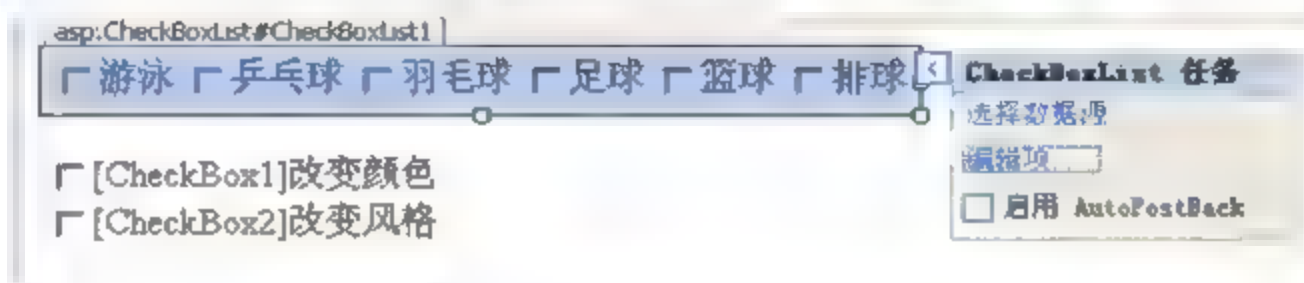 asp:CheckBoxList#CheckBoxList1
游泳 乒乓球 羽毛球 足球 篮球 排球
CheckBoxList 任务
选择数据源
编辑项
启用 AutoPostBack
[CheckBox1]改变颜色
[CheckBox2]改变风格